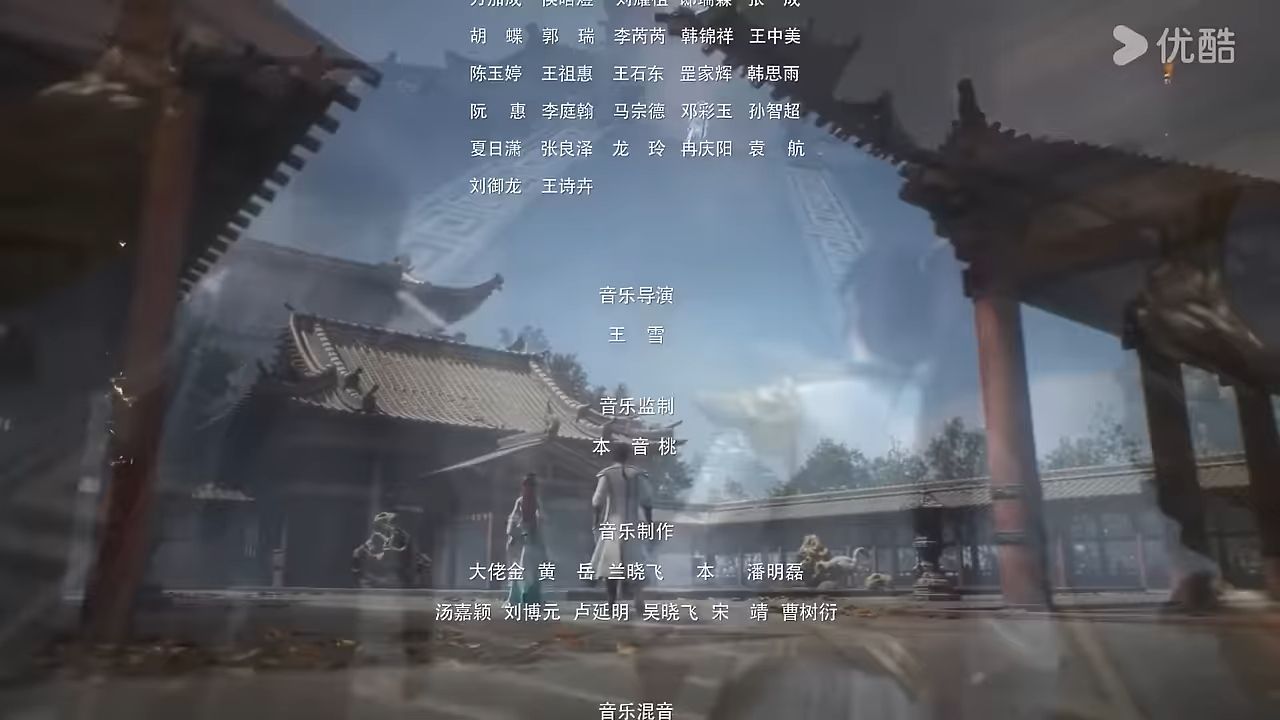 胡 蝶 郭 瑞 李芮芮 韩锦祥 王中美
优酷
陈玉婷 王祖惠 王石东 罡家辉 韩思雨
阮 惠 李庭翰 马宗德 邓彩玉 孙智超
夏日潇 张良泽 龙 玲 冉庆阳 袁 航
刘御龙 王诗卉
音乐导演
王 雪
音乐监制
本 音 桃
音乐制作
大佬金 黄 岳 兰晓飞 本 潘明磊
汤嘉颖 刘博元 卢延明 吴晓飞 宋 靖 曹树衍
音乐混音